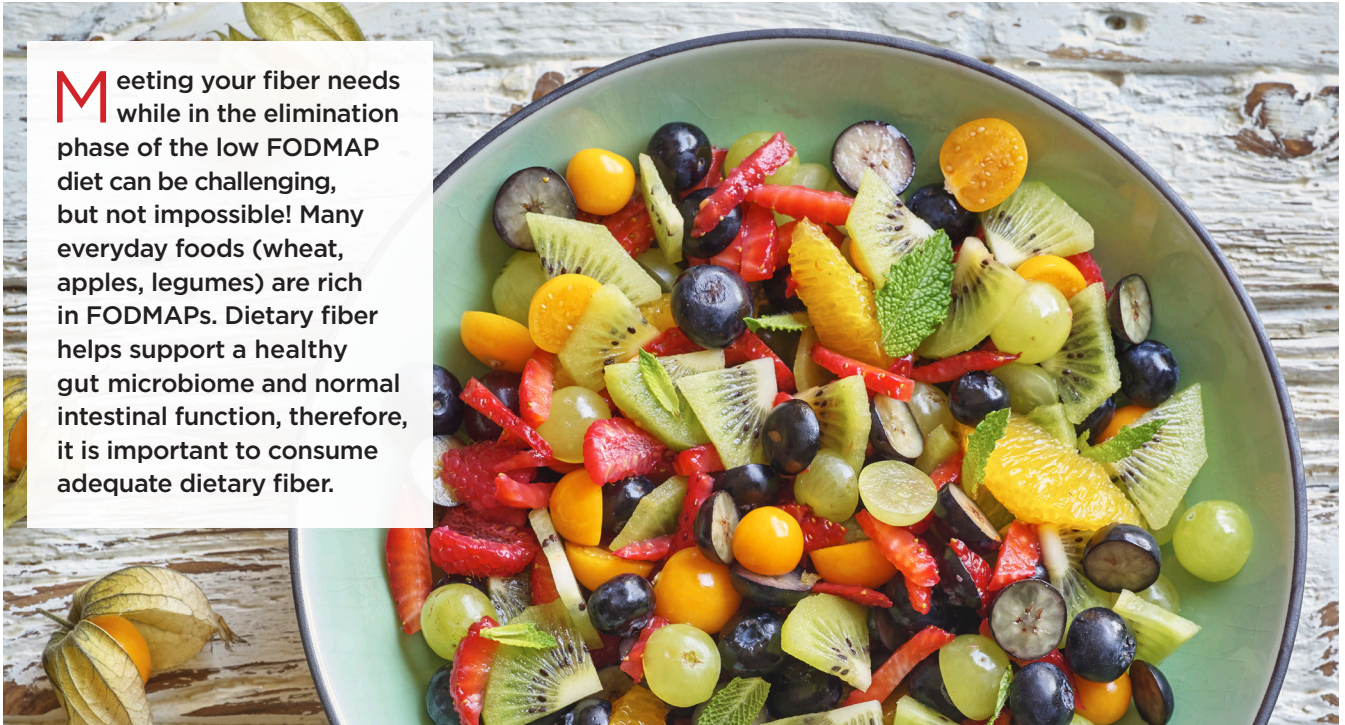 Meeting your fiber needs
while in the elimination
phase of the low FODMAP
diet can be challenging,
but not impossible! Many
everyday foods (wheat,
apples, legumes) are rich
in FODMAPs. Dietary fiber
helps support a healthy
gut microbiome and normal
intestinal function, therefore,
it is important to consume
adequate dietary fiber.